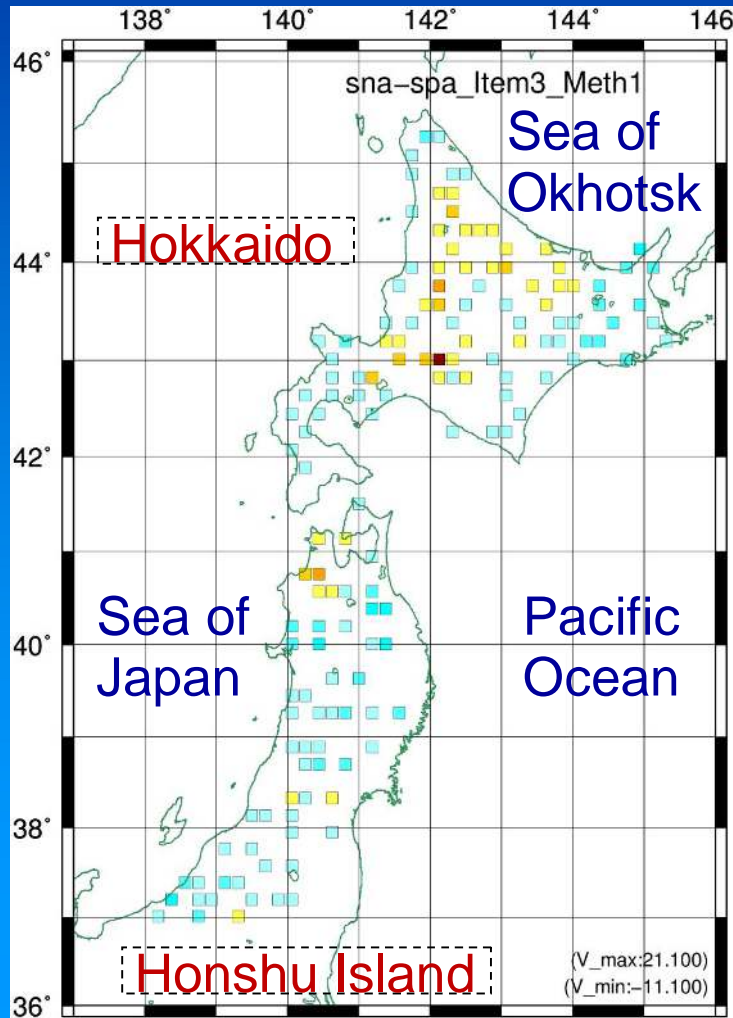 138° 140° 142° 144° 146°
46°
sna−spa_Item3_Meth1
Sea of
Okhotsk
Hokkaido
44°
42°
Sea of
Japan
Pacific
Ocean
40°
38°
Honshu Island
(V_max:21.100)
(V_min:−11.100)
36°